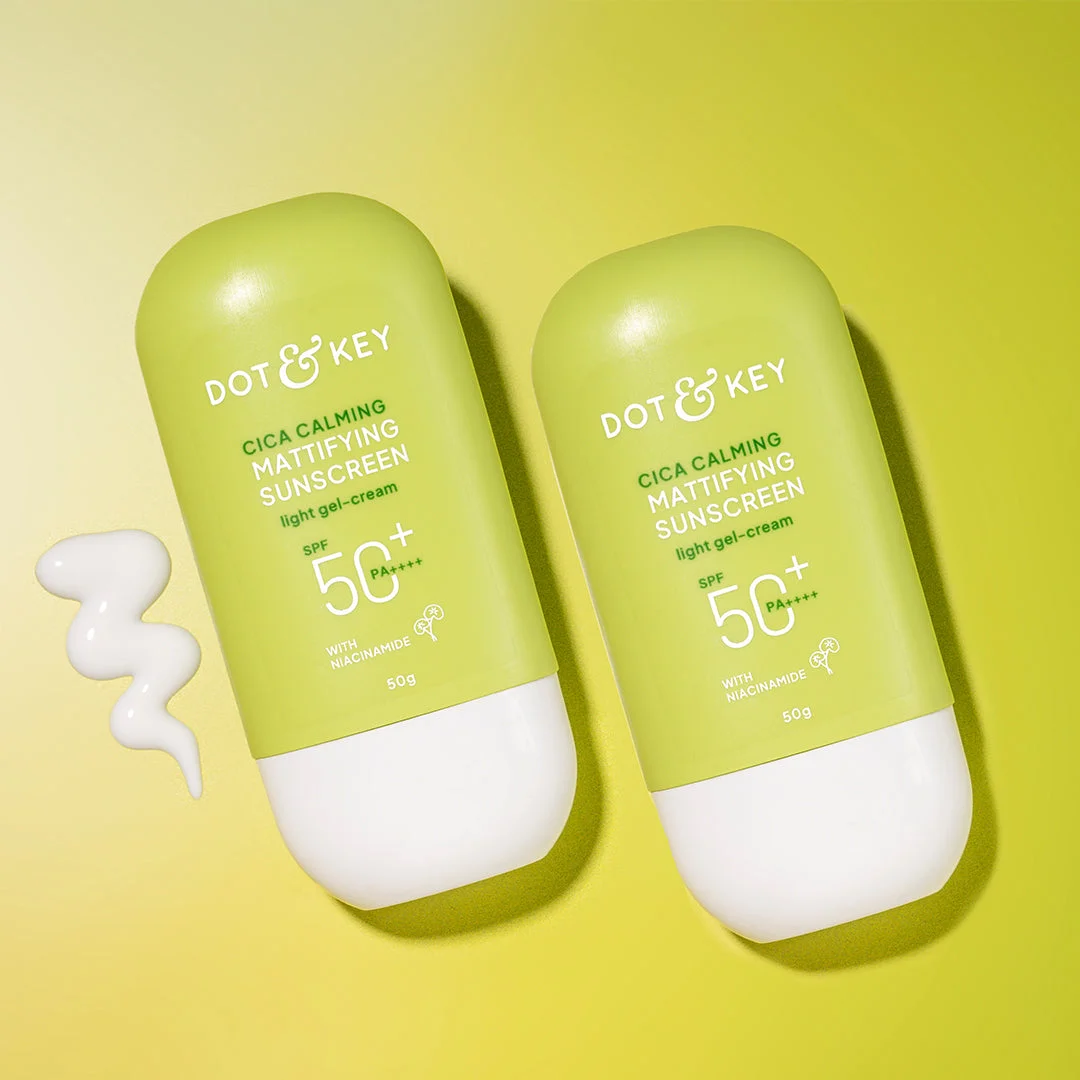 DOT & KEY
CICA CALMING
MATTIFYING
SUNSCREEN
light gel-cream
SPF
50+
PA++++
WITH
NIACINAMIDE
50g
DOT & KEY
CICA CALMING
MATTIFYING
SUNSCREEN
light gel-cream
SPF
50+
PA++++
WITH
NIACINAMIDE
50g